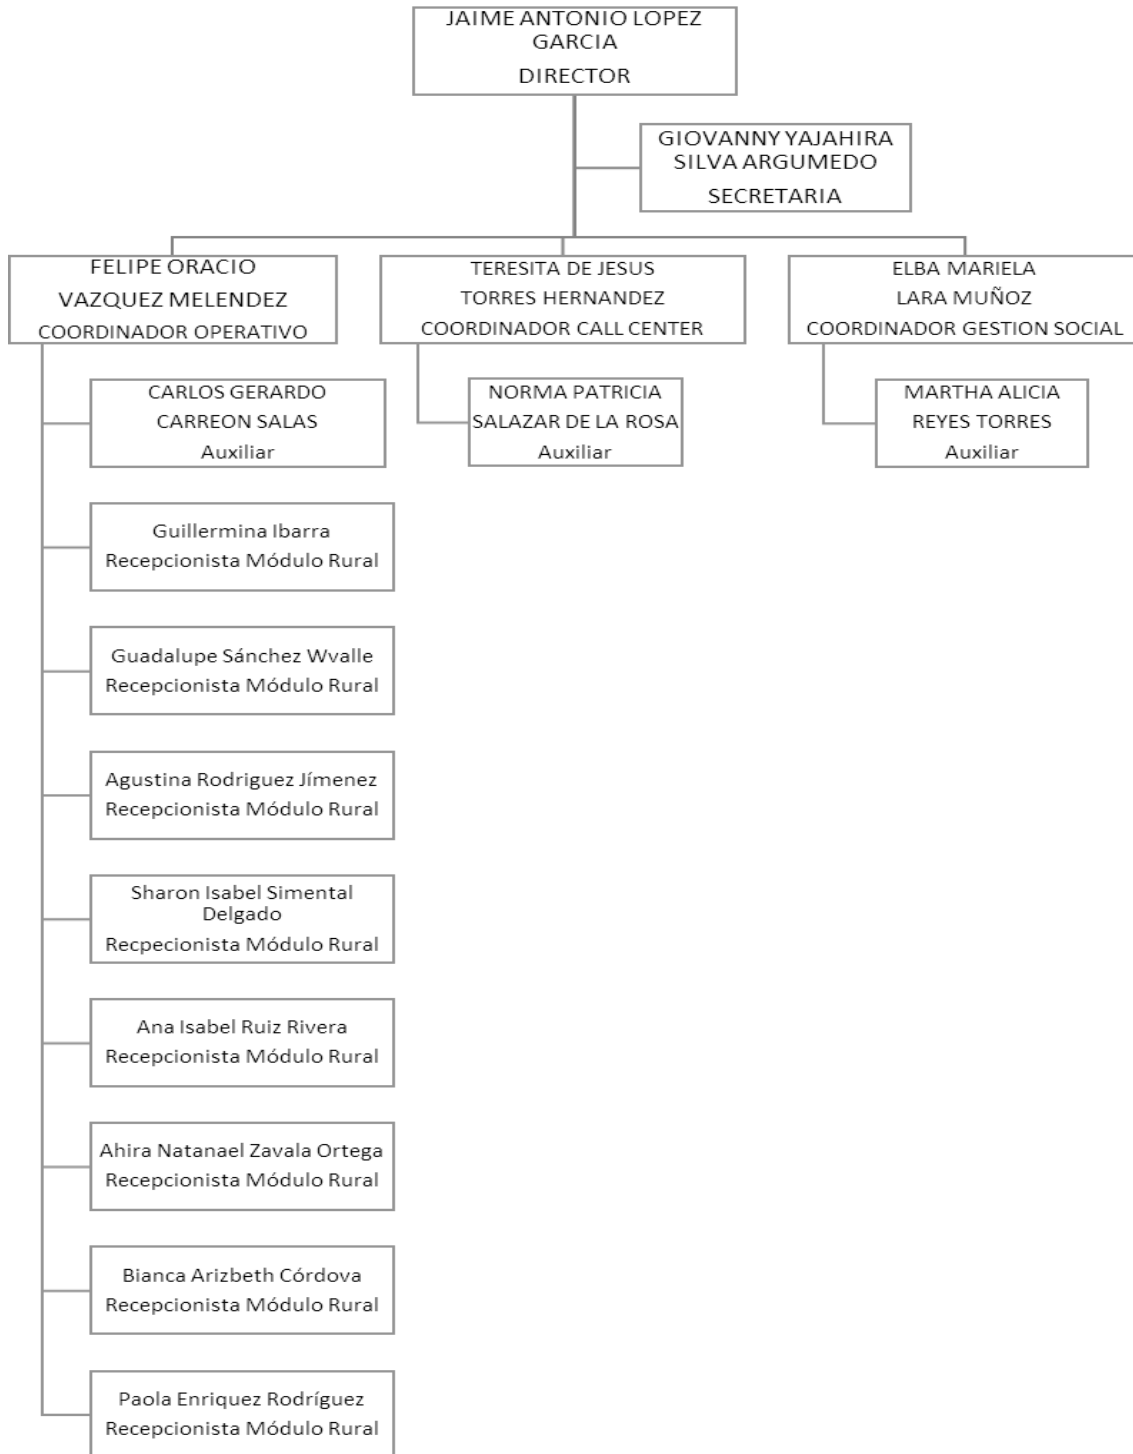 JAIME ANTONIO LOPEZ
GARCIA
DIRECTOR
GIOVANNY YAJAHIRA
SILVA ARGUMEDO
SECRETARIA
FELIPE ORACIO
VAZQUEZ MELENDEZ
COORDINADOR OPERATIVO
TERESITA DE JESUS
TORRES HERNANDEZ
COORDINADOR CALL CENTER
ELBA MARIELA
LARA MUÑOZ
COORDINADOR GESTION SOCIAL
CARLOS GERARDO
CARREON SALAS
Auxiliar
NORMA PATRICIA
SALAZAR DE LA ROSA
Auxiliar
MARTHA ALICIA
REYES TORRES
Auxiliar
Guillermina Ibarra
Recepcionista Módulo Rural
Guadalupe Sánchez Wvalle
Recepcionista Módulo Rural
Agustina Rodriguez Jímenez
Recepcionista Módulo Rural
Sharon Isabel Simental
Delgado
Recpecionista Módulo Rural
Ana Isabel Ruiz Rivera
Recepcionista Módulo Rural
Ahira Natanael Zavala Ortega
Recepcionista Módulo Rural
Bianca Arizbeth Córdova
Recepcionista Módulo Rural
Paola Enriquez Rodríguez
Recepcionista Módulo Rural